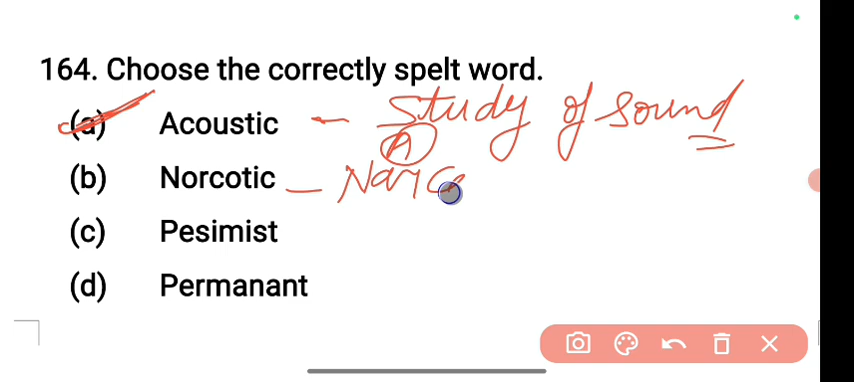 164. Choose the correctly spelt word.
(a) Acoustic – Study of Sound
A
(b) Norcotic – Narc
(c) Pesimist
(d) Permanant